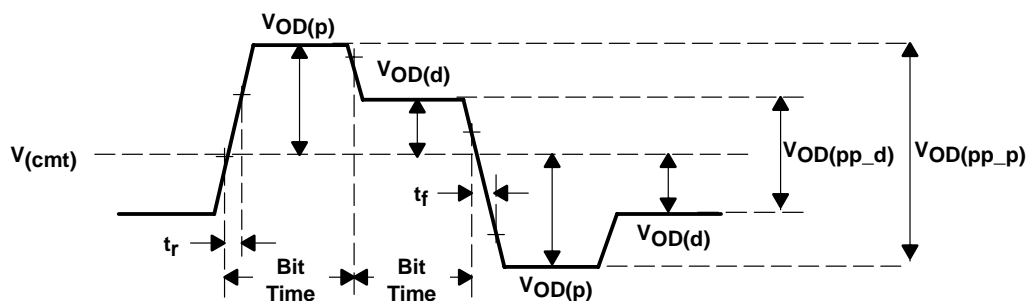 VOD(p)
VOD(d)
V(cmt)
VOD(pp_d)
VOD(pp_p)
tf
tr
VOD(d)
Bit
Time
Bit
Time
VOD(p)